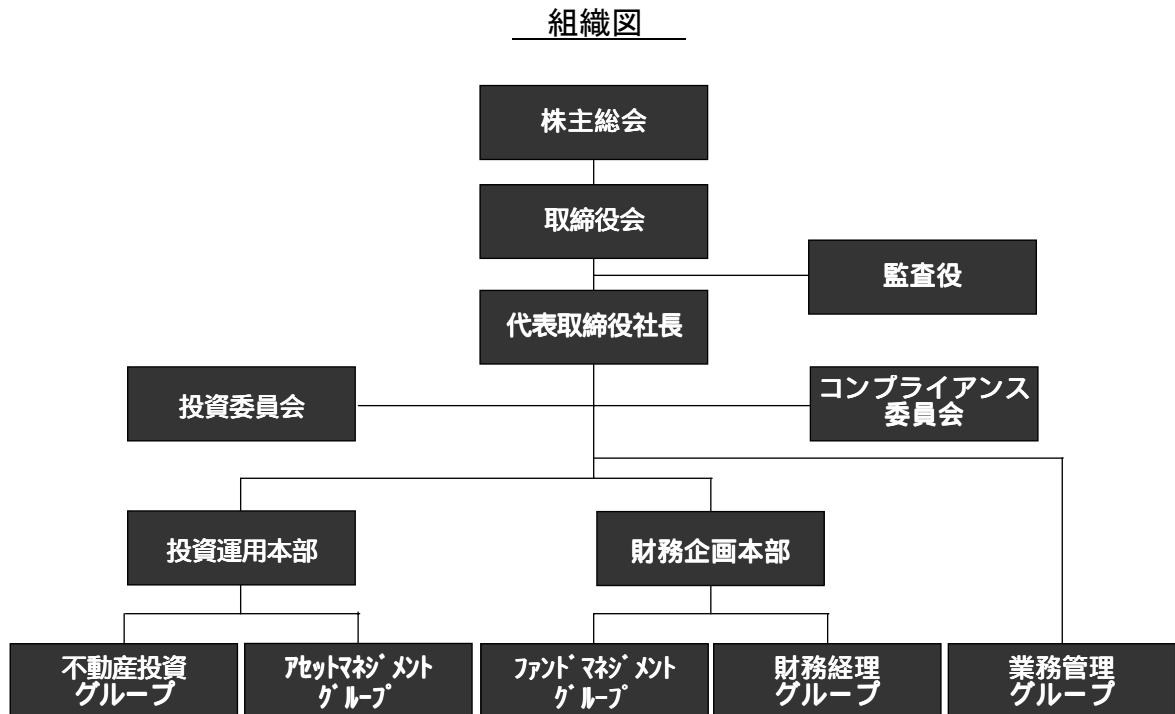 組織図
株主総会
取締役会
監査役
代表取締役社長
投資委員会
コンプライアンス
委員会
投資運用本部
財務企画本部
不動産投資
グループ
アセットマネジメント
グループ
ファンドマネジメント
グループ
財務経理
グループ
業務管理
グループ